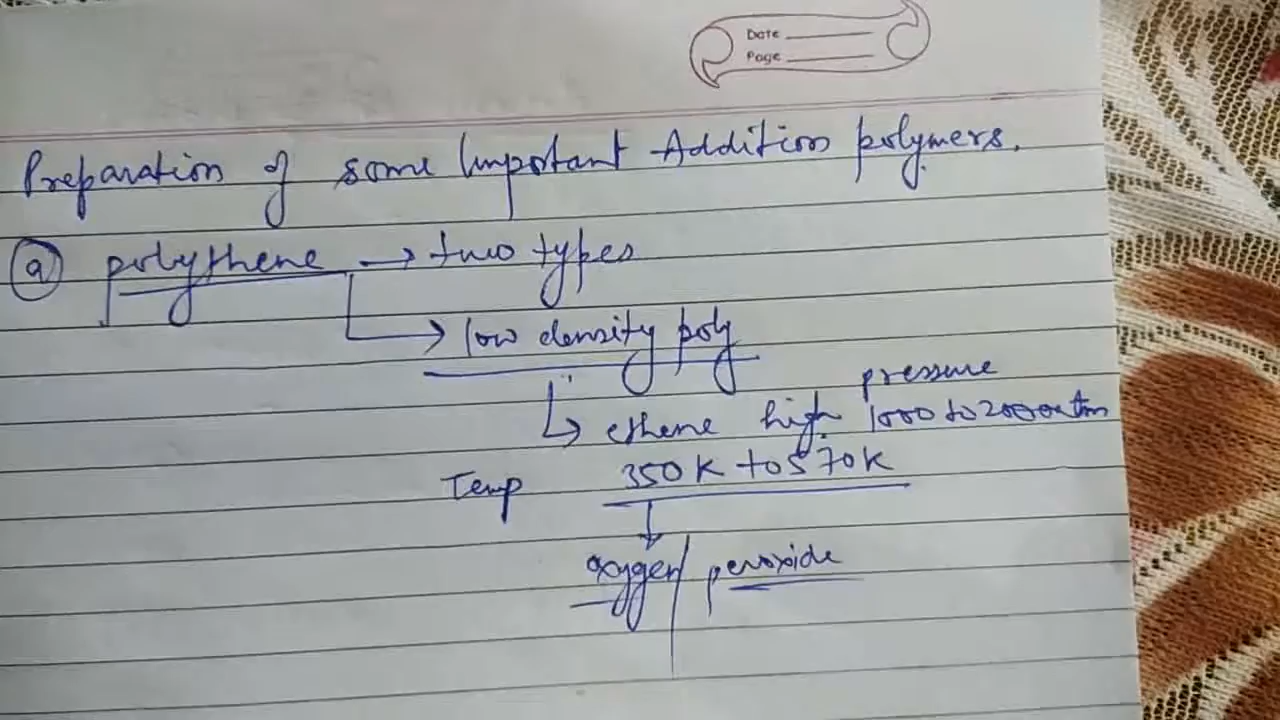 Date
Page
Preparation of some Important Addition polymers.
(a) polythene → two types
→ low density poly
pressure
↳ ethene high 1000 to 2000 atm
Temp 350 K to 570 K
oxygen/ peroxide